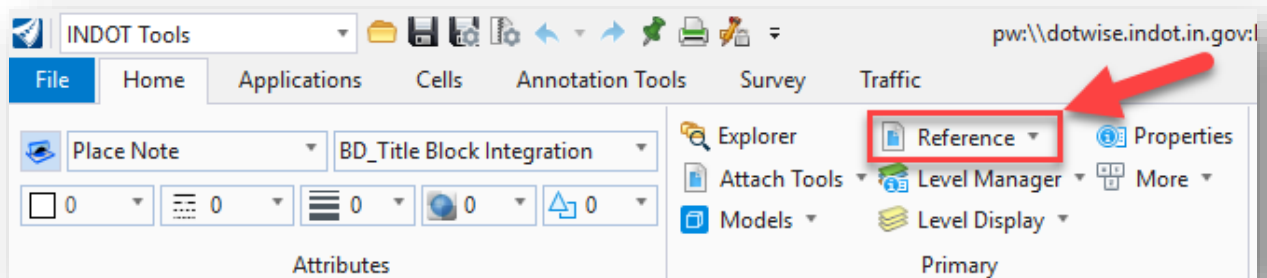 INDOT Tools pw:\\dotwise.indot.in.gov:
File Home Applications Cells Annotation Tools Survey Traffic
Place Note BD_Title Block Integration Explorer Reference Properties
Attach Tools Level Manager More
0 0 0 0 0
Models Level Display
Attributes Primary